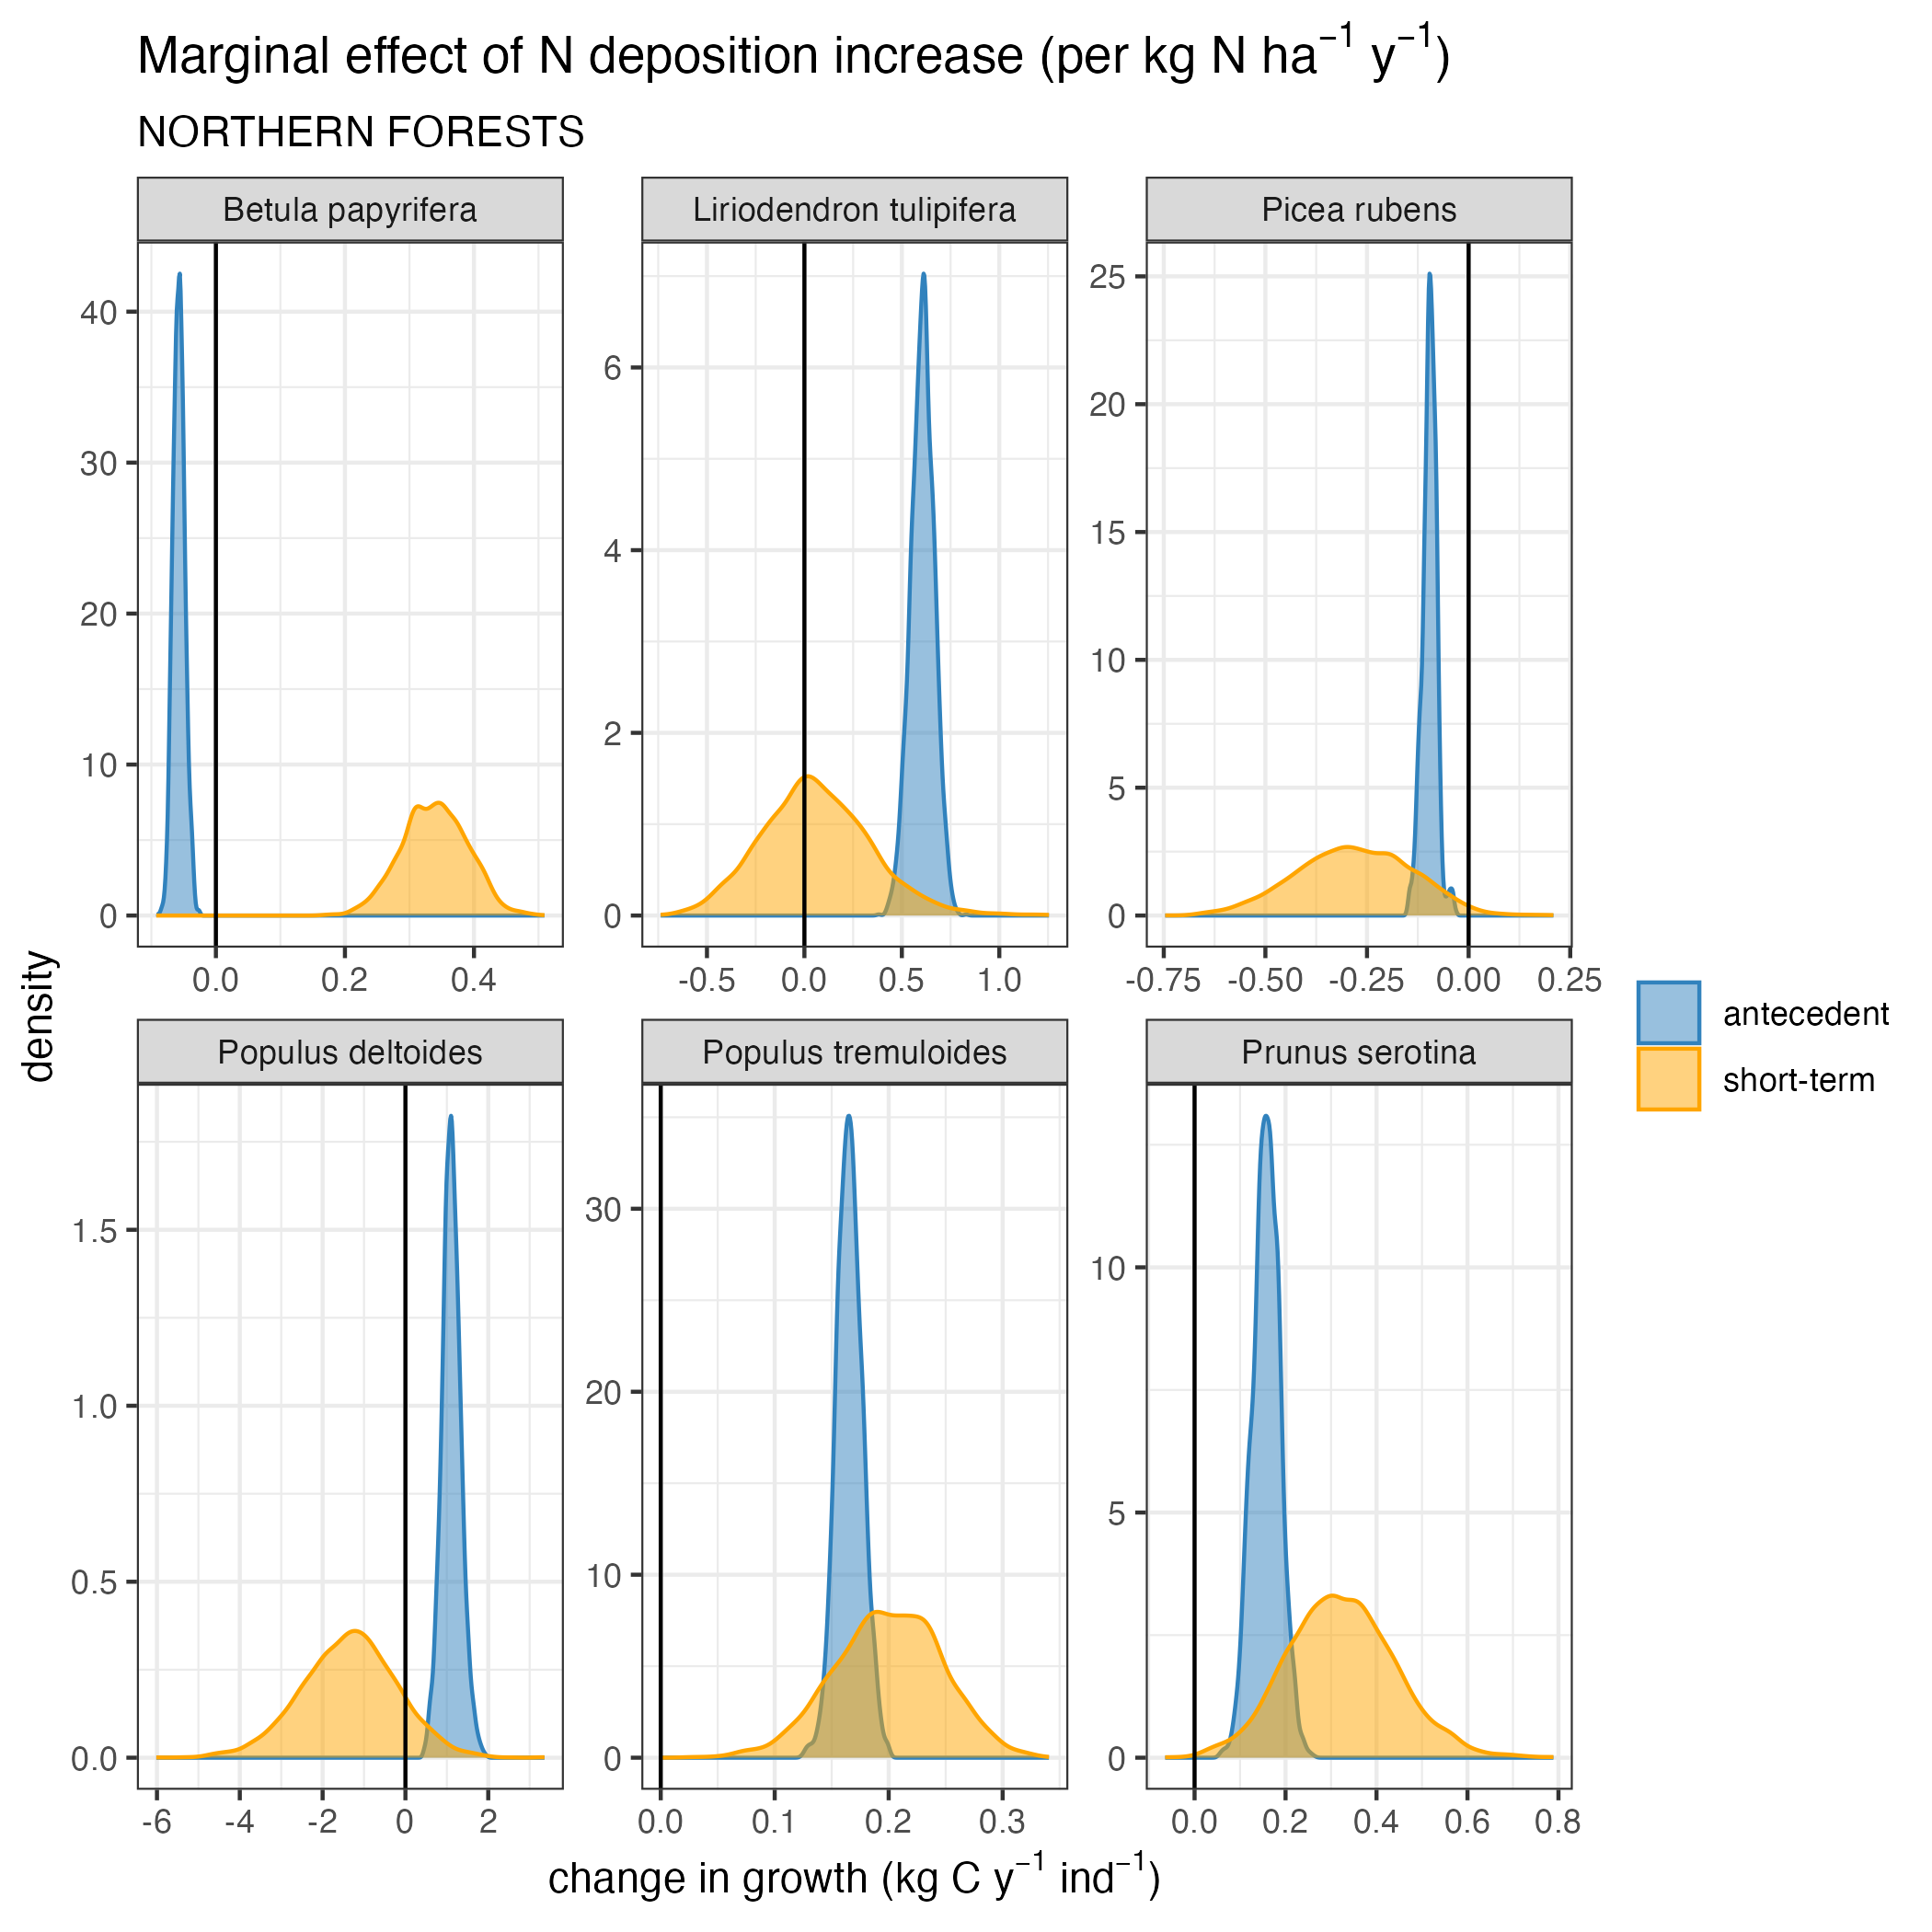 Marginal effect of N deposition increase (per kg N ha⁻¹ y⁻¹)
NORTHERN FORESTS
Betula papyrifera
Liriodendron tulipifera
Picea rubens
40
30
20
10
0
6
4
2
0
25
20
15
10
5
0
0.0 0.2 0.4
-0.5 0.0 0.5 1.0
-0.75 -0.50 -0.25 0.00 0.25
density
antecedent
short-term
Populus deltoides
Populus tremuloides
Prunus serotina
1.5
1.0
0.5
0.0
30
20
10
0
10
5
0
-6 -4 -2 0 2
0.0 0.1 0.2 0.3
0.0 0.2 0.4 0.6 0.8
change in growth (kg C y⁻¹ ind⁻¹)